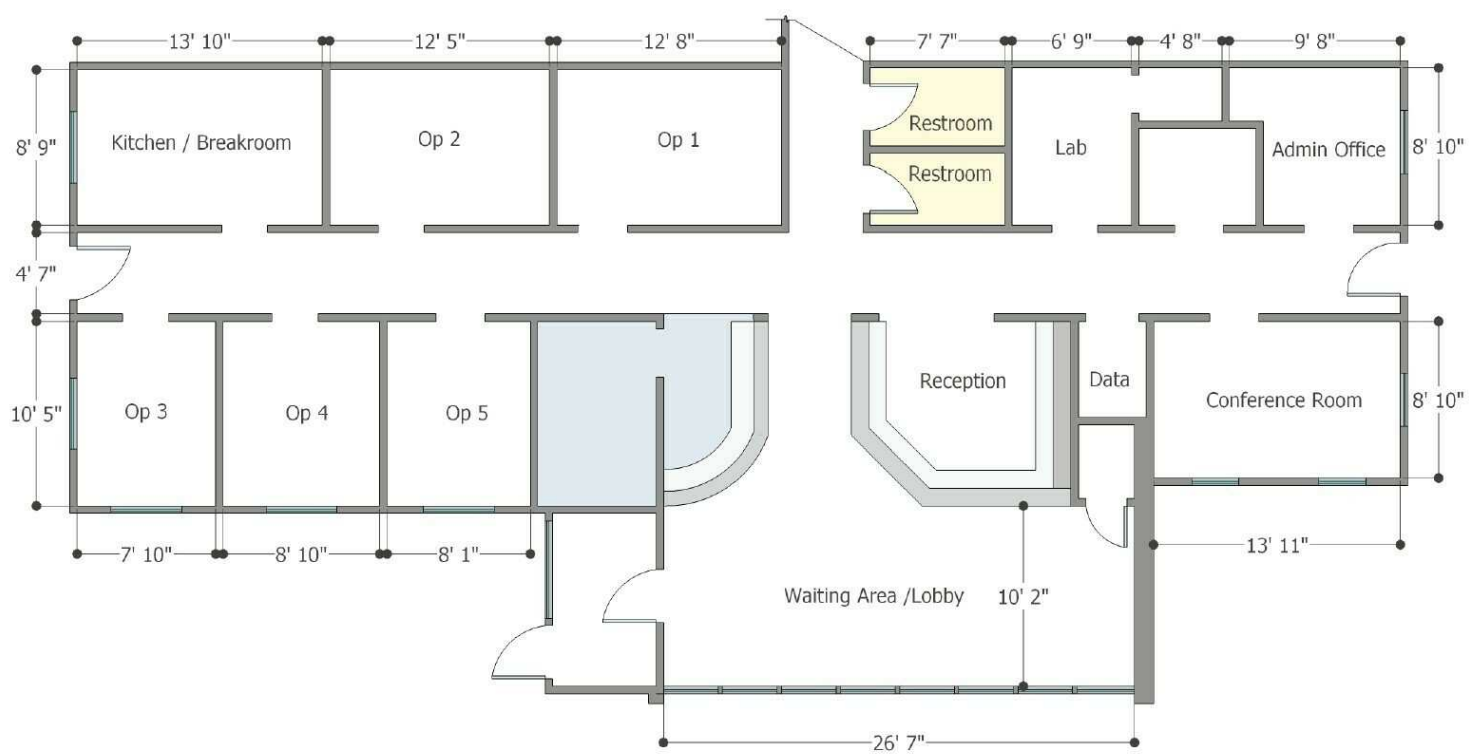 13' 10"
12' 5"
12' 8"
7' 7"
6' 9"
4' 8"
9' 8"
8' 9"
Kitchen / Breakroom
Op 2
Op 1
Restroom
Restroom
Lab
Admin Office
8' 10"
4' 7"
10' 5"
Op 3
Op 4
Op 5
Reception
Data
Conference Room
8' 10"
7' 10"
8' 10"
8' 1"
13' 11"
Waiting Area /Lobby
10' 2"
26' 7"